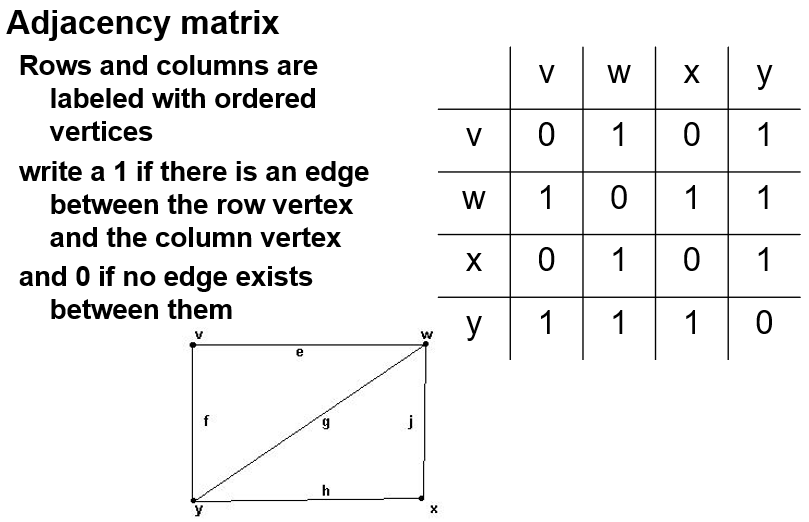 Adjacency matrix
Rows and columns are
labeled with ordered
vertices
write a 1 if there is an edge
between the row vertex
and the column vertex
and 0 if no edge exists
between them
v w x y
v 0 1 0 1
w 1 0 1 1
x 0 1 0 1
y 1 1 1 0
v w
e
f g j
h
y x